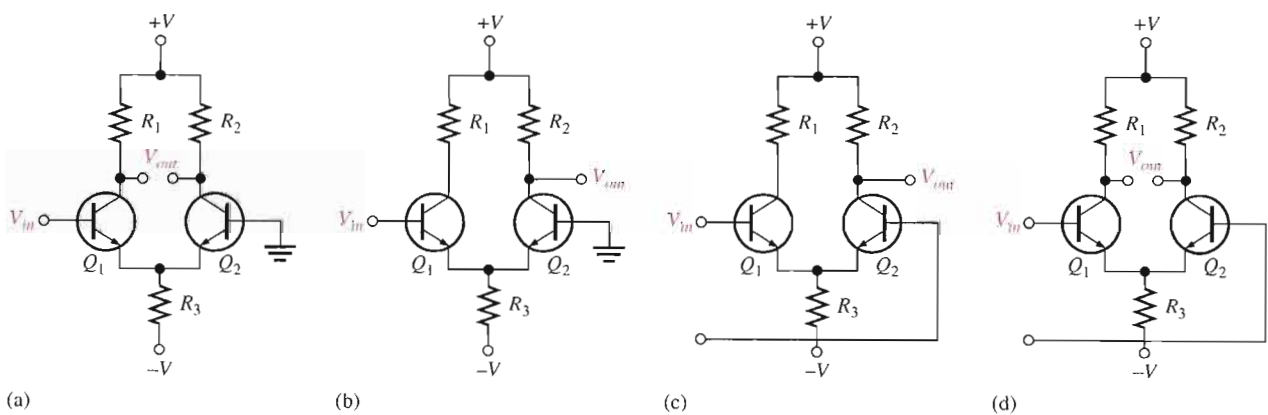 +V
R1 R2
Vout
Vin
Q1 Q2
R3
−V
(a)
+V
R1 R2
Vout
Vin
Q1 Q2
R3
−V
(b)
+V
R1 R2
Vout
Vin
Q1 Q2
R3
−V
(c)
+V
R1 R2
Vout
Vin
Q1 Q2
R3
−V
(d)